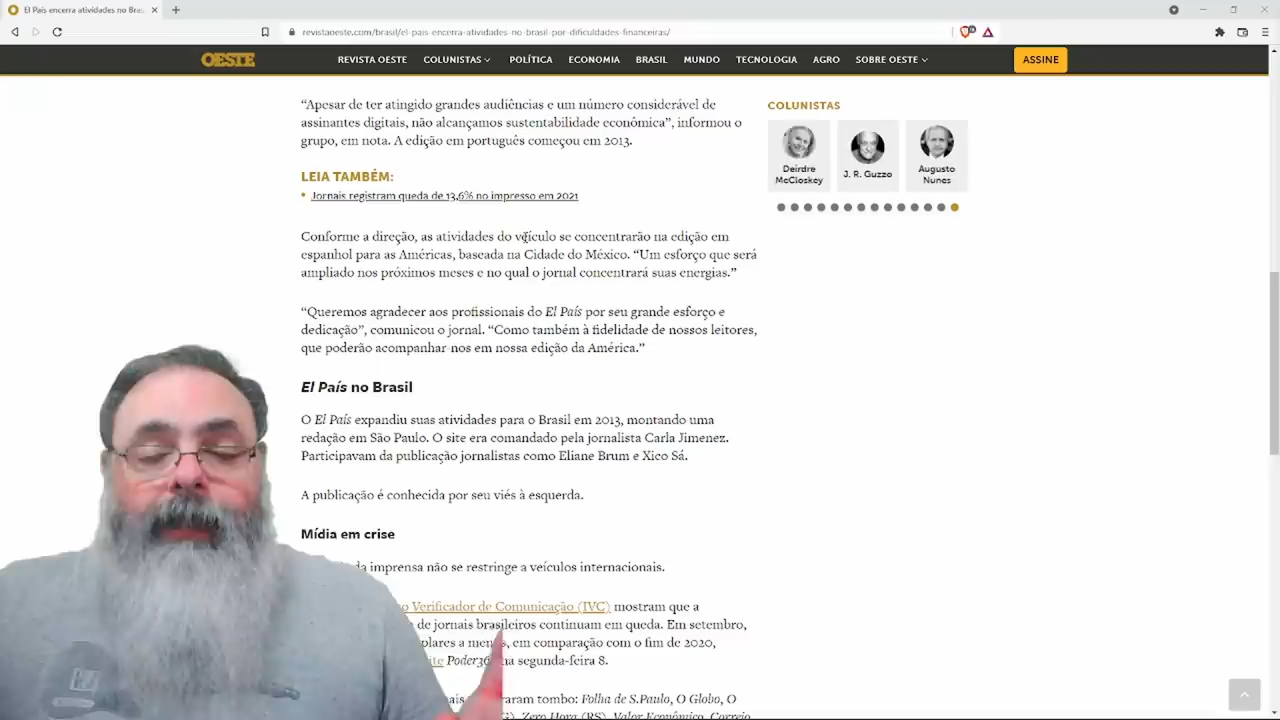 El País encerra atividades no Bras
revistaoeste.com/brasil/el-pais-encerra-atividades-no-brasil-por-dificuldades-financeiras/
OESTE
REVISTA OESTE COLUNISTAS POLÍTICA ECONOMIA BRASIL MUNDO TECNOLOGIA AGRO SOBRE OESTE ASSINE
“Apesar de ter atingido grandes audiências e um número considerável de
assinantes digitais, não alcançamos sustentabilidade econômica”, informou o
grupo, em nota. A edição em português começou em 2013.
LEIA TAMBÉM:
• Jornais registram queda de 13,6% no impresso em 2021
Conforme a direção, as atividades do veículo se concentrarão na edição em
espanhol para as Américas, baseada na Cidade do México. “Um esforço que será
ampliado nos próximos meses e no qual o jornal concentrará suas energias.”
“Queremos agradecer aos profissionais do El País por seu grande esforço e
dedicação”, comunicou o jornal. “Como também à fidelidade de nossos leitores,
que poderão acompanhar-nos em nossa edição da América.”
El País no Brasil
O El País expandiu suas atividades para o Brasil em 2013, montando uma
redação em São Paulo. O site era comandado pela jornalista Carla Jimenez.
Participavam da publicação jornalistas como Eliane Brum e Xico Sá.
A publicação é conhecida por seu viés à esquerda.
Mídia em crise
da imprensa não se restringe a veículos internacionais.
o Verificador de Comunicação (IVC) mostram que a
de jornais brasileiros continuam em queda. Em setembro,
plares a menos, em comparação com o fim de 2020,
Poder36 na segunda-feira 8.
raram tombo: Folha de S.Paulo, O Globo, O
Zero Hora (RS), Valor Econômico, Correio
COLUNISTAS
Deirdre
McCloskey
J. R. Guzzo
Augusto
Nunes